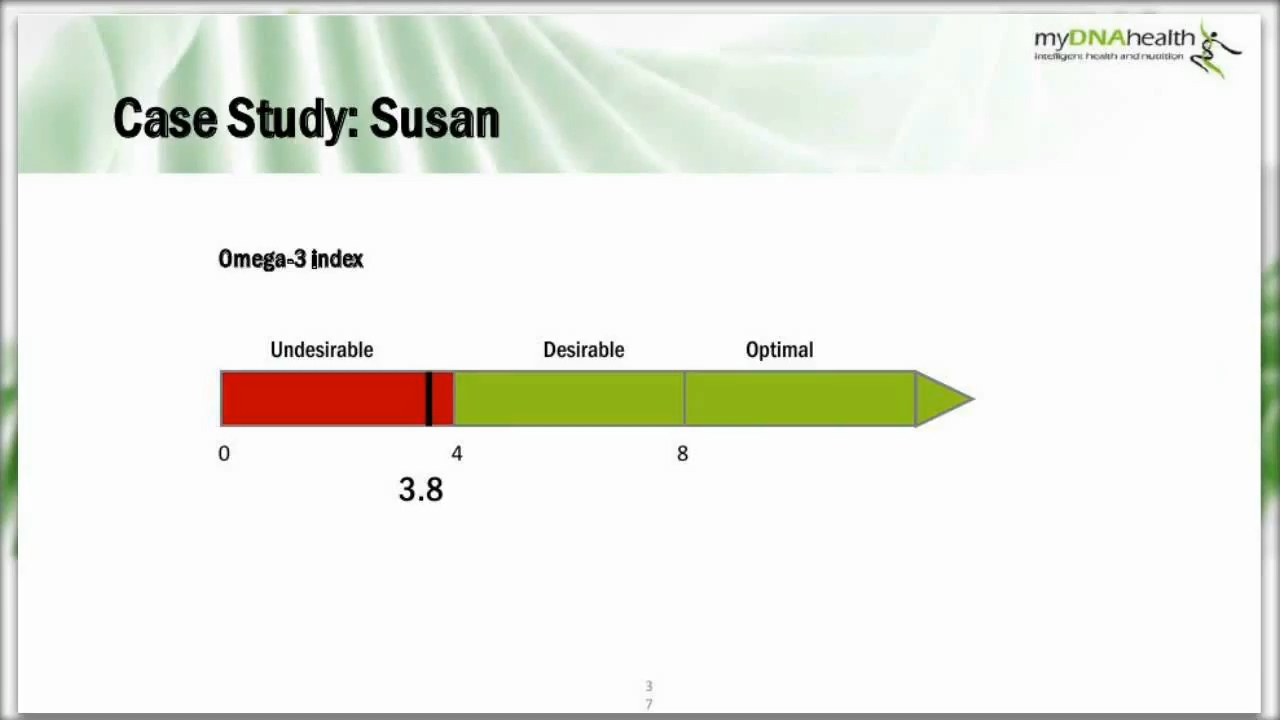 myDNAhealth
intelligent health and nutrition
Case Study: Susan
Omega-3 index
Undesirable Desirable Optimal
0 4 8
3.8
3
7